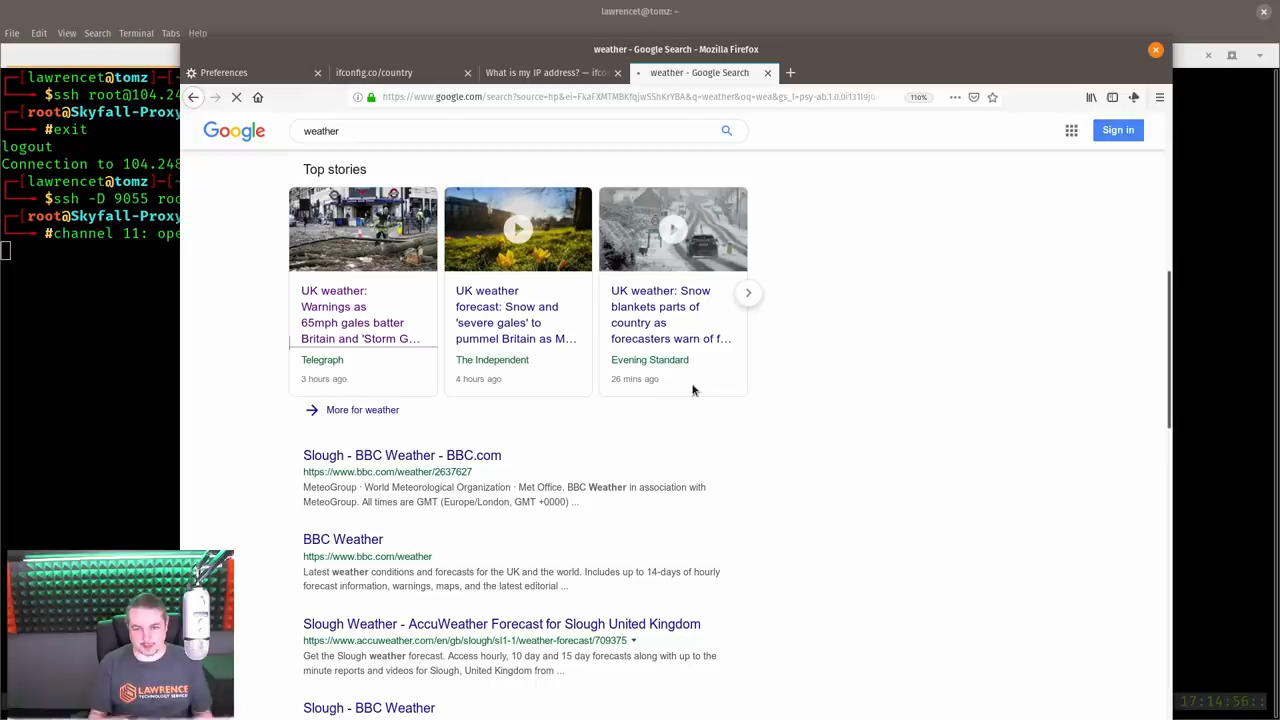 lawrencet@tomz: ~
File Edit View Search Terminal Tabs Help
weather - Google Search - Mozilla Firefox
Preferences
ifconfig.co/country
What is my IP address? — ifco
weather - Google Search
https://www.google.com/search?source=hp&ei=FkaFXMTMBKfqjwSShKrYBA&q=weather&oq=wea&gs_l=psy-ab.1.0.0i131l9j0.
110%
[lawrencet@tomz]-[~
$ssh root@104.24
[root@Skyfall-Proxy
#exit
logout
Connection to 104.248
[lawrencet@tomz]-[~
$ssh -D 9055 roo
[root@Skyfall-Proxy
#channel 11: ope
Google
weather
Sign in
Top stories
UK weather:
Warnings as
65mph gales batter
Britain and 'Storm G...
Telegraph
3 hours ago
UK weather
forecast: Snow and
'severe gales' to
pummel Britain as M...
The Independent
4 hours ago
UK weather: Snow
blankets parts of
country as
forecasters warn of f...
Evening Standard
26 mins ago
More for weather
Slough - BBC Weather - BBC.com
https://www.bbc.com/weather/2637627
MeteoGroup · World Meteorological Organization · Met Office. BBC Weather in association with
MeteoGroup. All times are GMT (Europe/London, GMT +0000) ...
BBC Weather
https://www.bbc.com/weather
Latest weather conditions and forecasts for the UK and the world. Includes up to 14-days of hourly
forecast information, warnings, maps, and the latest editorial ...
Slough Weather - AccuWeather Forecast for Slough United Kingdom
https://www.accuweather.com/en/gb/slough/sl1-1/weather-forecast/709375
Get the Slough weather forecast. Access hourly, 10 day and 15 day forecasts along with up to the
minute reports and videos for Slough, United Kingdom from ...
Slough - BBC Weather
LAWRENCE
TECHNOLOGY SERVICES
17:14:56